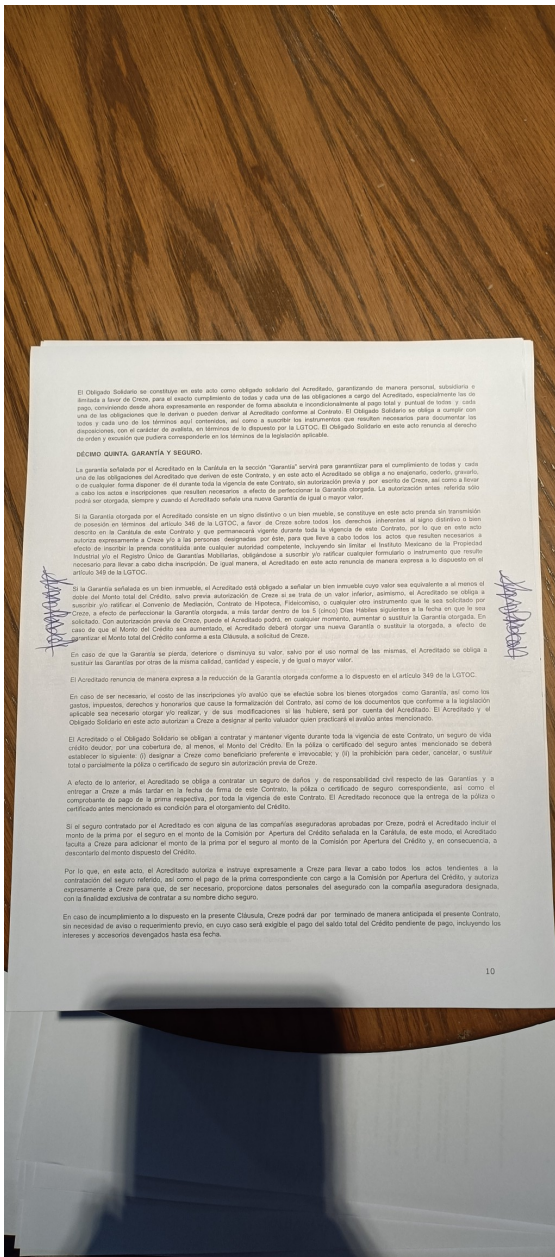 El Obligado Solidario se constituye en este acto como obligado solidario del Acreditado, garantizando de manera personal, subsidiaria e
ilimitada a favor de Creze, para el exacto cumplimiento de todas y cada una de las obligaciones a cargo del Acreditado, especialmente las de
pago, conviniendo desde ahora expresamente en responder de forma absoluta e incondicionalmente al pago total y puntual de todas y cada
una de las obligaciones que le derivan o pueden derivar al Acreditado conforme al Contrato. El Obligado Solidario se obliga a cumplir con
todos y cada uno de los términos aquí contenidos, así como a suscribir los instrumentos que resulten necesarios para documentar las
disposiciones, con el carácter de avalista, en términos de lo dispuesto por la LGTOC. El Obligado Solidario en este acto renuncia al derecho
de orden y excusión que pudiera corresponderle en los términos de la legislación aplicable.
DÉCIMO QUINTA. GARANTÍA Y SEGURO.
La garantía señalada por el Acreditado en la Carátula en la sección "Garantía" servirá para garantizar para el cumplimiento de todas y cada
una de las obligaciones del Acreditado que deriven de este Contrato, y en este acto el Acreditado se obliga a no enajenarlo, cederlo, gravarlo,
o de cualquier forma disponer de él durante toda la vigencia de este Contrato, sin autorización previa y por escrito de Creze, así como a llevar
a cabo los actos e inscripciones que resulten necesarios a efecto de perfeccionar la Garantía otorgada. La autorización antes referida sólo
podrá ser otorgada, siempre y cuando el Acreditado señale una nueva Garantía de igual o mayor valor.
Si la Garantía otorgada por el Acreditado consiste en un signo distintivo o un bien mueble, se constituye en este acto prenda sin transmisión
de posesión en términos del artículo 346 de la LGTOC, a favor de Creze sobre todos los derechos inherentes al signo distintivo o bien
descrito en la Carátula de este Contrato y que permanecerá vigente durante toda la vigencia de este Contrato, por lo que en este acto
autoriza expresamente a Creze y/o a las personas designadas por éste, para que lleve a cabo todos los actos que resulten necesarios a
efecto de inscribir la prenda constituida ante cualquier autoridad competente, incluyendo sin limitar el Instituto Mexicano de la Propiedad
Industrial y/o el Registro Único de Garantías Mobiliarias, obligándose a suscribir y/o ratificar cualquier formulario o instrumento que resulte
necesario para llevar a cabo dicha inscripción. De igual manera, el Acreditado en este acto renuncia de manera expresa a lo dispuesto en el
artículo 349 de la LGTOC.
Si la Garantía señalada es un bien inmueble, el Acreditado está obligado a señalar un bien inmueble cuyo valor sea equivalente a al menos el
doble del Monto total del Crédito, salvo previa autorización de Creze si se trata de un valor inferior, asimismo, el Acreditado se obliga a
suscribir y/o ratificar el Convenio de Mediación, Contrato de Hipoteca, Fideicomiso, o cualquier otro instrumento que le sea solicitado por
Creze, a efecto de perfeccionar la Garantía otorgada, a más tardar dentro de los 5 (cinco) Días Hábiles siguientes a la fecha en que le sea
solicitado. Con autorización previa de Creze, puede el Acreditado podrá, en cualquier momento, aumentar o sustituir la Garantía otorgada. En
caso de que el Monto del Crédito sea aumentado, el Acreditado deberá otorgar una nueva Garantía o sustituir la otorgada, a efecto de
garantizar el Monto total del Crédito conforme a esta Cláusula, a solicitud de Creze.
En caso de que la Garantía se pierda, deteriore o disminuya su valor, salvo por el uso normal de las mismas, el Acreditado se obliga a
sustituir las Garantías por otras de la misma calidad, cantidad y especie, y de igual o mayor valor.
El Acreditado renuncia de manera expresa a la reducción de la Garantía otorgada conforme a lo dispuesto en el artículo 349 de la LGTOC.
En caso de ser necesario, el costo de las inscripciones y/o avalúo que se efectúe sobre los bienes otorgados como Garantía, así como los
gastos, impuestos, derechos y honorarios que cause la formalización del Contrato, así como de los documentos que conforme a la legislación
aplicable sea necesario otorgar y/o realizar, y de sus modificaciones si las hubiere, será por cuenta del Acreditado. El Acreditado y el
Obligado Solidario en este acto autorizan a Creze a designar al perito valuador quien practicará el avalúo antes mencionado.
El Acreditado o el Obligado Solidario se obligan a contratar y mantener vigente durante toda la vigencia de este Contrato, un seguro de vida
crédito deudor, por una cobertura de, al menos, el Monto del Crédito. En la póliza o certificado del seguro antes mencionado se deberá
establecer lo siguiente: (i) designar a Creze como beneficiario preferente e irrevocable; y (ii) la prohibición para ceder, cancelar, o sustituir
total o parcialmente la póliza o certificado de seguro sin autorización previa de Creze.
A efecto de lo anterior, el Acreditado se obliga a contratar un seguro de daños y de responsabilidad civil respecto de las Garantías y a
entregar a Creze a más tardar en la fecha de firma de este Contrato, la póliza o certificado de seguro correspondiente, así como el
comprobante de pago de la prima respectiva, por toda la vigencia de este Contrato. El Acreditado reconoce que la entrega de la póliza o
certificado antes mencionado es condición para el otorgamiento del Crédito.
Si el seguro contratado por el Acreditado es con alguna de las compañías aseguradoras aprobadas por Creze, podrá el Acreditado incluir el
monto de la prima por el seguro en el monto de la Comisión por Apertura del Crédito señalada en la Carátula, de este modo, el Acreditado
faculta a Creze para adicionar el monto de la prima por el seguro al monto de la Comisión por Apertura del Crédito y, en consecuencia, a
descontarlo del monto dispuesto del Crédito.
Por lo que, en este acto, el Acreditado autoriza e instruye expresamente a Creze para llevar a cabo todos los actos tendientes a la
contratación del seguro referido, así como el pago de la prima correspondiente con cargo a la Comisión por Apertura del Crédito, y autoriza
expresamente a Creze para que, de ser necesario, proporcione datos personales del asegurado con la compañía aseguradora designada,
con la finalidad exclusiva de contratar a su nombre dicho seguro.
En caso de incumplimiento a lo dispuesto en la presente Cláusula, Creze podrá dar por terminado de manera anticipada el presente Contrato,
sin necesidad de aviso o requerimiento previo, en cuyo caso será exigible el pago del saldo total del Crédito pendiente de pago, incluyendo los
intereses y accesorios devengados hasta esa fecha.
10